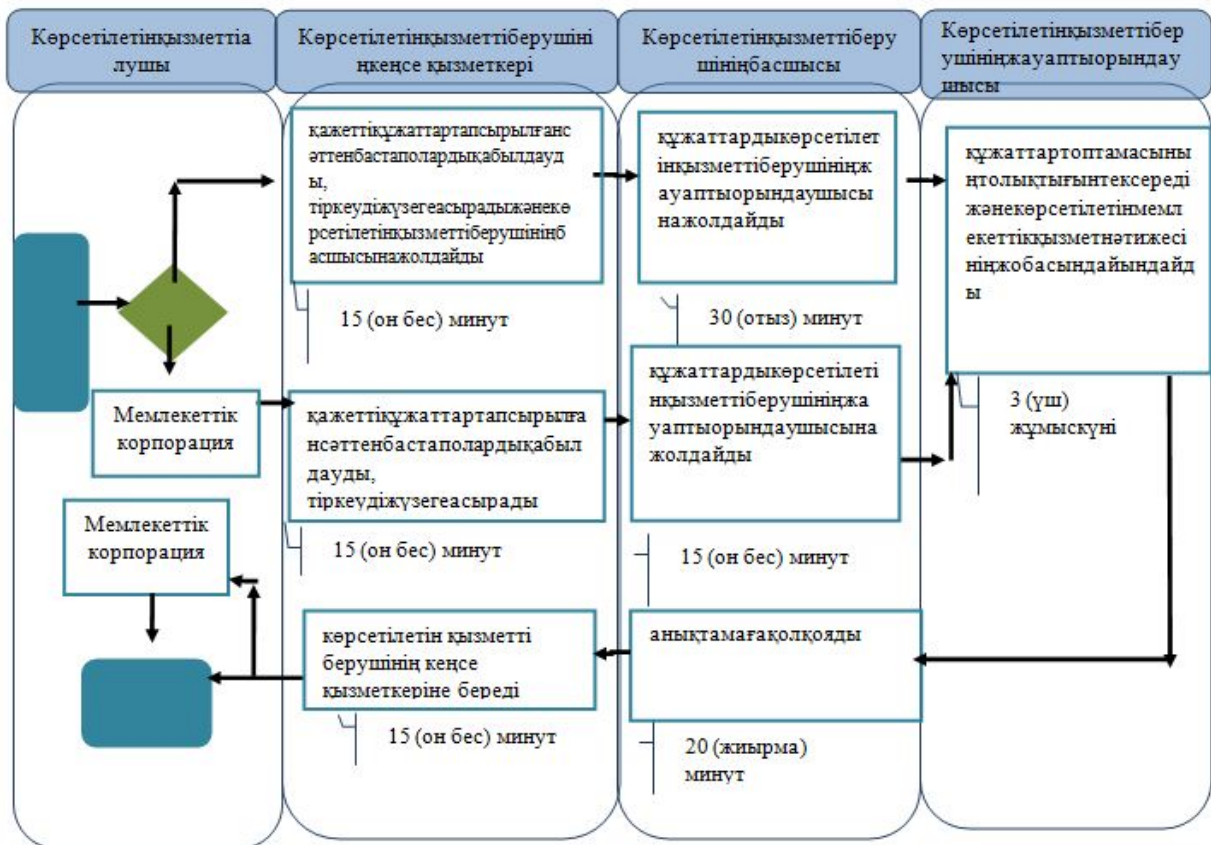 Көрсетілетінқызметтіа
лушы
Көрсетілетінқызметтіберушіні
ңкеңсе қызметкері
Көрсетілетінқызметтіберу
шініңбасшысы
Көрсетілетінқызметтібер
ушініңжауаптыорындау
шысы
қажеттіқұжаттартапсырылғанс
әттенбастаполардықабылдауд
ы,
тіркеудіжүзегеасырадыжәнекө
рсетілетінқызметтіберушініңб
асшысынажолдайды
15 (он бес) минут
құжаттардыкөрсетілет
інқызметтіберушініңж
ауаптыорындаушысы
нажолдайды
30 (отыз) минут
құжаттартоптамасыны
ңтолықтығынтексереді
жәнекөрсетілетінмемл
екеттікқызметнәтижесі
ніңжобасындайындайд
ы
3 (үш)
жұмыскүні
Мемлекеттік
корпорация
қажеттіқұжаттартапсырылға
нсәттенбастаполардықабыл
дауды,
тіркеудіжүзегеасырады
15 (он бес) минут
құжаттардыкөрсетілеті
нқызметтіберушініңжа
уаптыорындаушысына
жолдайды
15 (он бес) минут
Мемлекеттік
корпорация
көрсетілетін қызметті
берушінің кеңсе
қызметкеріне береді
15 (он бес) минут
анықтамағақолқояды
20 (жиырма)
минут